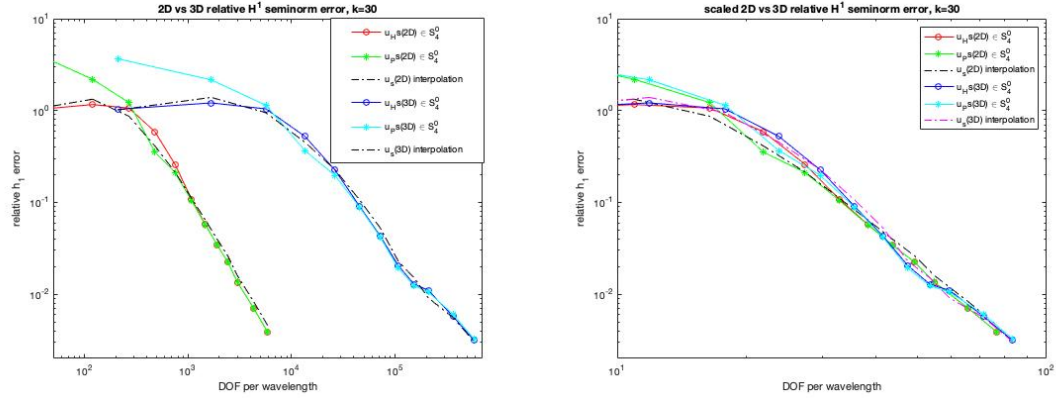 2D vs 3D relative H¹ seminorm error, k=30
relative h₁ error
10¹
10⁰
10⁻¹
10⁻²
10²
10³
10⁴
10⁵
DOF per wavelength
u_H s(2D) ∈ S₄⁰
u_P s(2D) ∈ S₄⁰
u_s(2D) interpolation
u_H s(3D) ∈ S₄⁰
u_P s(3D) ∈ S₄⁰
u_s(3D) interpolation
scaled 2D vs 3D relative H¹ seminorm error, k=30
relative h₁ error
10¹
10⁰
10⁻¹
10⁻²
10¹
10²
DOF per wavelength
u_H s(2D) ∈ S₄⁰
u_P s(2D) ∈ S₄⁰
u_s(2D) interpolation
u_H s(3D) ∈ S₄⁰
u_P s(3D) ∈ S₄⁰
u_s(3D) interpolation